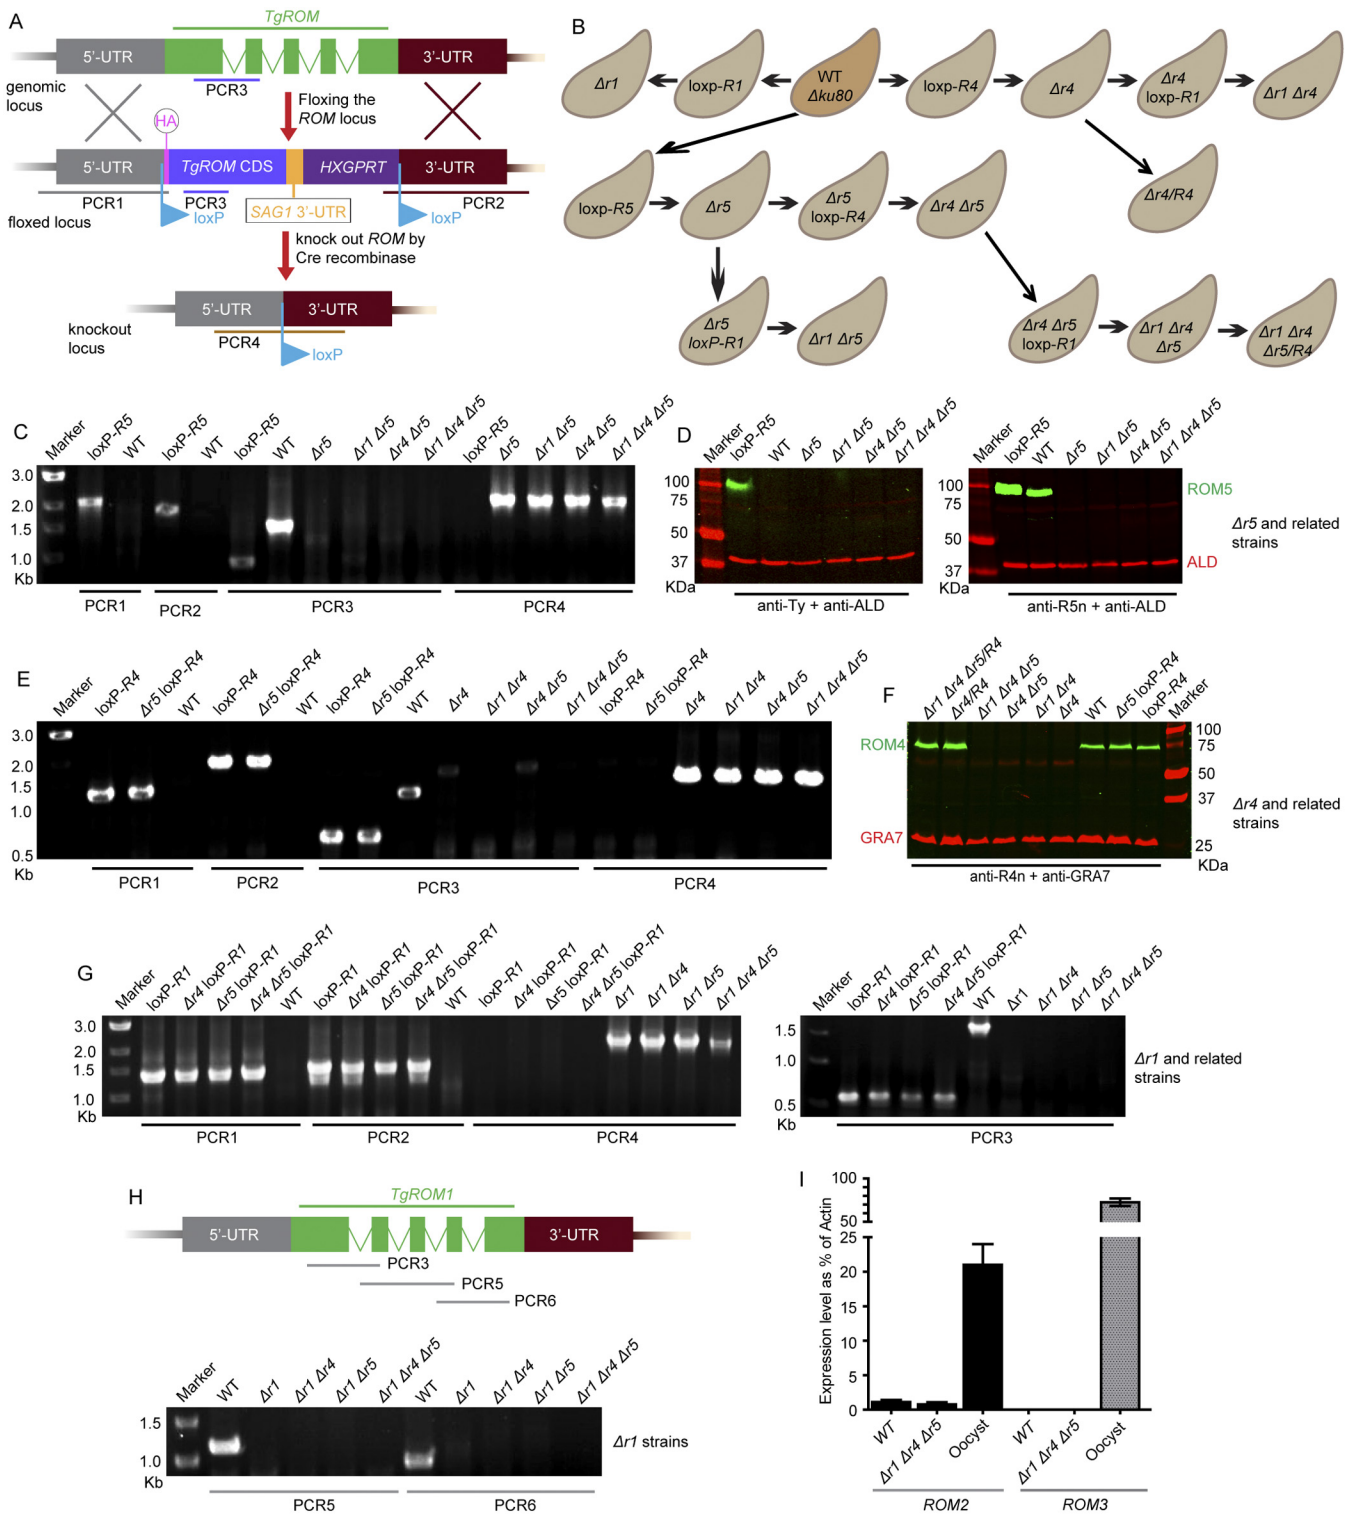 A
TgROM
5'-UTR
3'-UTR
genomic
locus
PCR3
Floxing the
ROM locus
HA
5'-UTR
TgROM CDS
HXGPRT
3'-UTR
PCR1
PCR3
PCR2
floxed locus
loxP
SAG1 3'-UTR
loxP
knock out ROM by
Cre recombinase
5'-UTR
3'-UTR
knockout
locus
PCR4
loxP
B
Δr1
loxp-R1
WT
Δku80
loxp-R4
Δr4
Δr4
loxp-R1
Δr1 Δr4
loxp-R5
Δr5
Δr5
loxp-R4
Δr4 Δr5
Δr4/R4
Δr5
loxP-R1
Δr1 Δr5
Δr4 Δr5
loxp-R1
Δr1 Δr4
Δr5
Δr1 Δr4
Δr5/R4
C
Marker
loxP-R5
WT
loxP-R5
WT
loxP-R5
WT
Δr5
Δr1 Δr5
Δr4 Δr5
Δr1 Δr4 Δr5
loxP-R5
Δr5
Δr1 Δr5
Δr4 Δr5
Δr1 Δr4 Δr5
3.0
2.0
1.5
1.0
Kb
PCR1
PCR2
PCR3
PCR4
D
Marker
loxP-R5
WT
Δr5
Δr1 Δr5
Δr4 Δr5
Δr1 Δr4 Δr5
100
75
50
37
KDa
anti-Ty + anti-ALD
Marker
loxP-R5
WT
Δr5
Δr1 Δr5
Δr4 Δr5
Δr1 Δr4 Δr5
100
75
50
37
KDa
ROM5
ALD
anti-R5n + anti-ALD
Δr5 and related
strains
E
Marker
loxP-R4
Δr5 loxP-R4
WT
loxP-R4
Δr5 loxP-R4
WT
loxP-R4
Δr5 loxP-R4
WT
Δr4
Δr1 Δr4
Δr4 Δr5
Δr1 Δr4 Δr5
loxP-R4
Δr5 loxP-R4
Δr4
Δr1 Δr4
Δr4 Δr5
Δr1 Δr4 Δr5
3.0
2.0
1.5
1.0
0.5
Kb
PCR1
PCR2
PCR3
PCR4
F
Δr1 Δr4 Δr5/R4
Δr4/R4
Δr1 Δr4 Δr5
Δr4 Δr5
Δr1 Δr4
Δr4
WT
Δr5 loxP-R4
loxP-R4
Marker
ROM4
GRA7
100
75
50
37
25
KDa
anti-R4n + anti-GRA7
Δr4 and related
strains
G
Marker
loxP-R1
Δr4 loxP-R1
Δr5 loxP-R1
Δr4 Δr5 loxP-R1
WT
loxP-R1
Δr4 loxP-R1
Δr5 loxP-R1
Δr4 Δr5 loxP-R1
WT
loxP-R1
Δr4 loxP-R1
Δr5 loxP-R1
Δr4 Δr5 loxP-R1
Δr1
Δr1 Δr4
Δr1 Δr5
Δr1 Δr4 Δr5
3.0
2.0
1.5
1.0
Kb
PCR1
PCR2
PCR4
Marker
loxP-R1
Δr4 loxP-R1
Δr5 loxP-R1
Δr4 Δr5 loxP-R1
WT
Δr1
Δr1 Δr4
Δr1 Δr5
Δr1 Δr4 Δr5
1.5
1.0
0.5
Kb
PCR3
Δr1 and related
strains
H
TgROM1
5'-UTR
3'-UTR
PCR3
PCR5
PCR6
Marker
WT
Δr1
Δr1 Δr4
Δr1 Δr5
Δr1 Δr4 Δr5
WT
Δr1
Δr1 Δr4
Δr1 Δr5
Δr1 Δr4 Δr5
1.5
1.0
Kb
PCR5
PCR6
Δr1 strains
I
Expression level as % of Actin
100
50
25
20
15
10
5
0
WT
Δr1 Δr4 Δr5
Oocyst
WT
Δr1 Δr4 Δr5
Oocyst
ROM2
ROM3